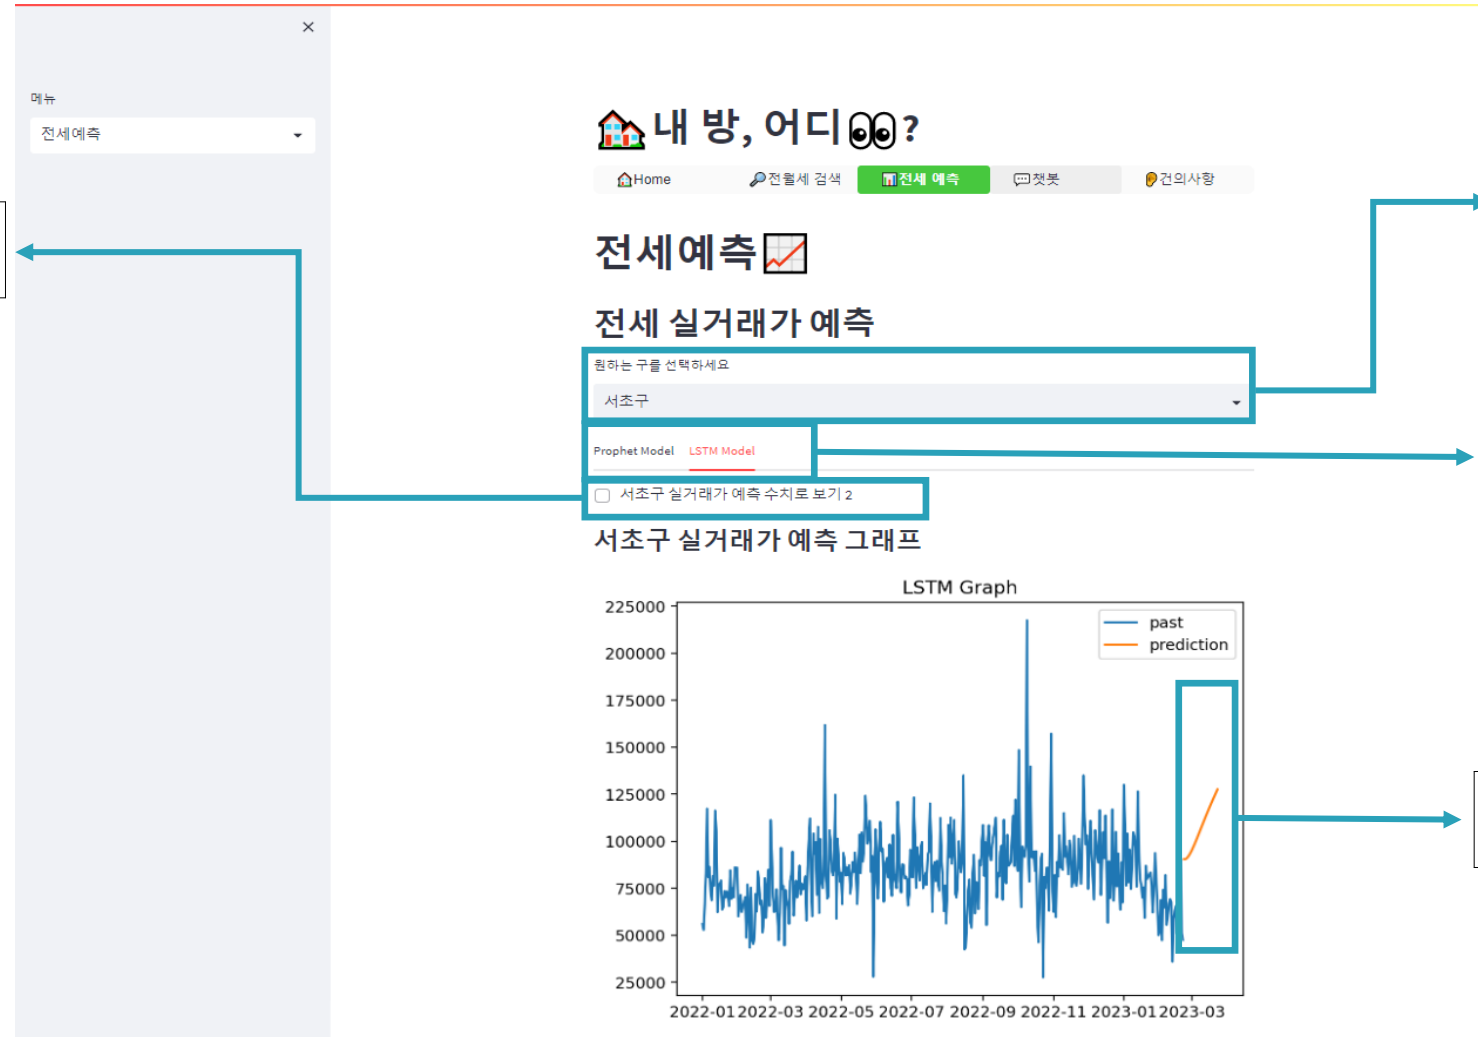 메뉴
전세예측
내 방, 어디?
Home 전월세 검색 전세 예측 챗봇 건의사항
전세예측
전세 실거래가 예측
원하는 구를 선택하세요
서초구
Prophet Model LSTM Model
서초구 실거래가 예측 수치로 보기 2
서초구 실거래가 예측 그래프
LSTM Graph
past
prediction
225000
200000
175000
150000
125000
100000
75000
50000
25000
2022-01 2022-03 2022-05 2022-07 2022-09 2022-11 2023-01 2023-03